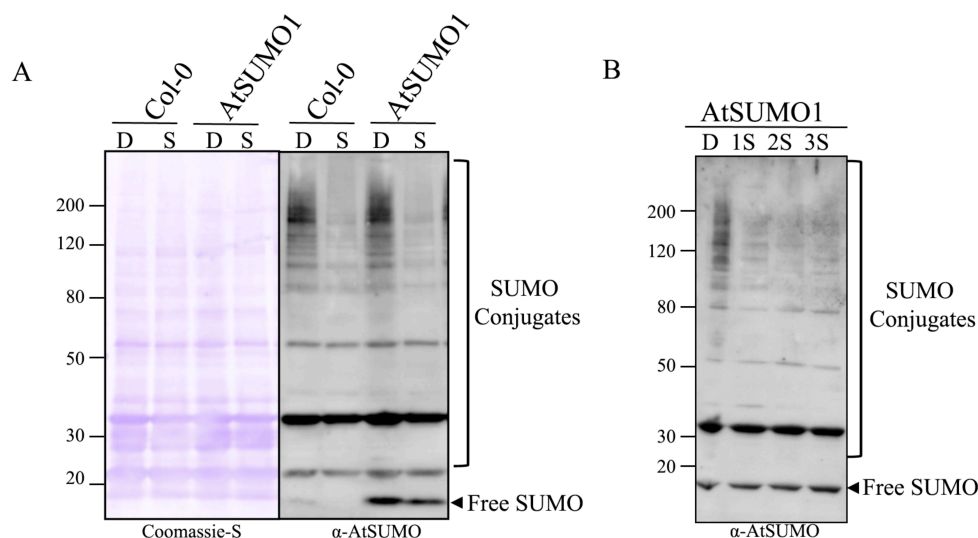 A
Col-0 AtSUMO1 Col-0 AtSUMO1
D S D S D S D S
200
120
80
50
30
20
SUMO
Conjugates
Free SUMO
Coomassie-S α-AtSUMO
B
AtSUMO1
D 1S 2S 3S
200
120
80
50
30
20
SUMO
Conjugates
Free SUMO
α-AtSUMO